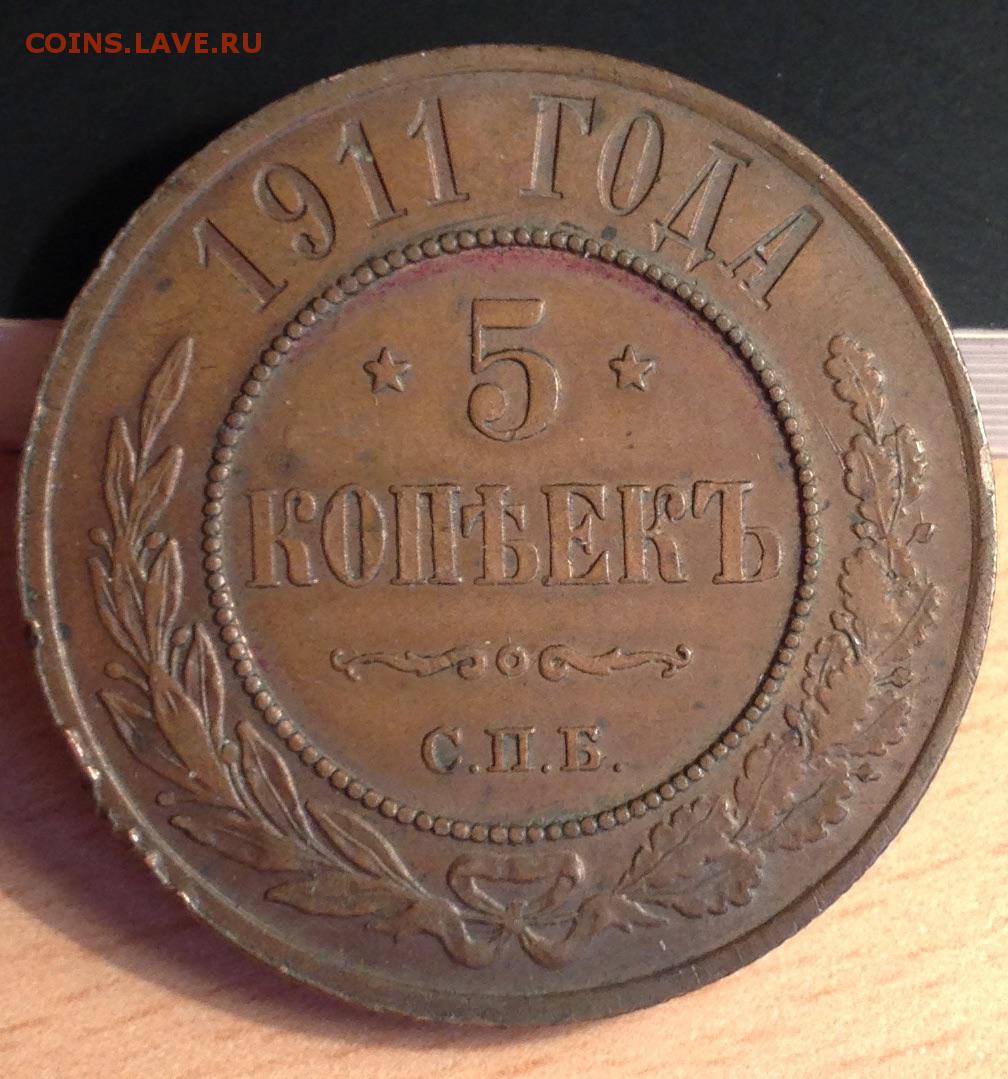 COINS.LAVE.RU
1911 ГОДА
5
КОПѢЕКЪ
С.П.Б.